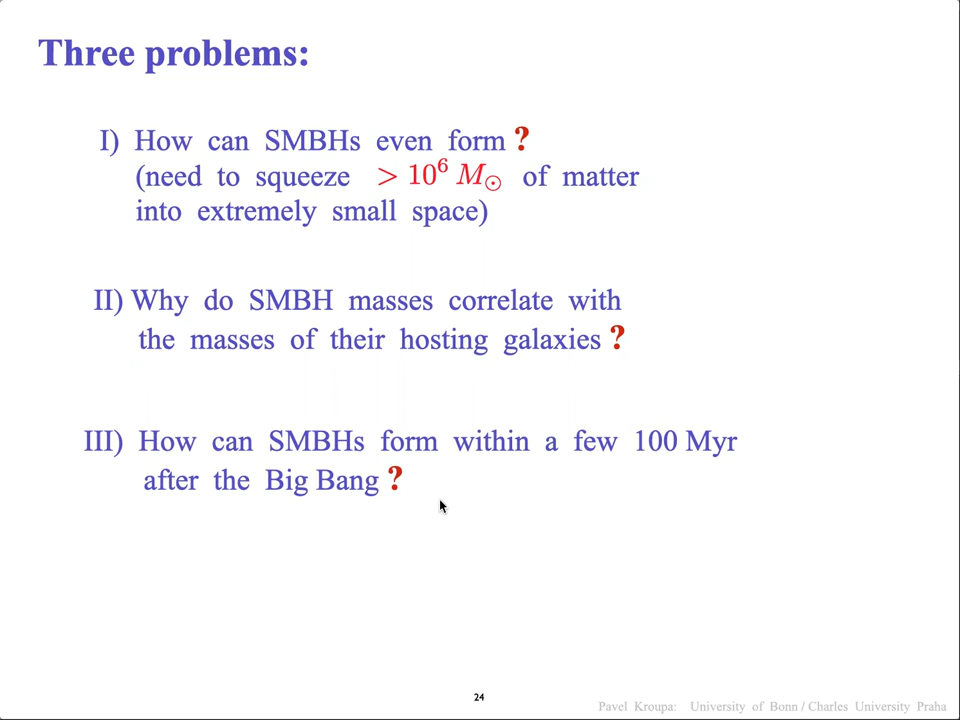 Three problems:
I) How can SMBHs even form ?
(need to squeeze > 10⁶ M☉ of matter
into extremely small space)
II) Why do SMBH masses correlate with
the masses of their hosting galaxies ?
III) How can SMBHs form within a few 100 Myr
after the Big Bang ?
24
Pavel Kroupa: University of Bonn / Charles University Praha